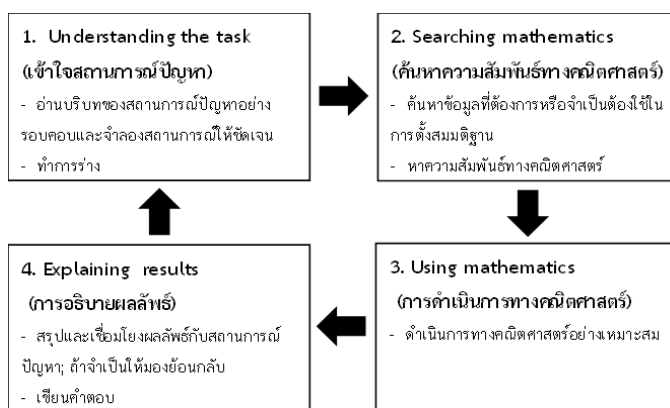 1. Understanding the task
(เข้าใจสถานการณ์ปัญหา)
- อ่านบริบทของสถานการณ์ปัญหาอย่าง
รอบคอบและจำลองสถานการณ์ให้ชัดเจน
- ทำการร่าง
2. Searching mathematics
(ค้นหาความสัมพันธ์ทางคณิตศาสตร์)
- ค้นหาข้อมูลที่ต้องการหรือจำเป็นต้องใช้ใน
การตั้งสมมติฐาน
- หาความสัมพันธ์ทางคณิตศาสตร์
3. Using mathematics
(การดำเนินการทางคณิตศาสตร์)
- ดำเนินการทางคณิตศาสตร์อย่างเหมาะสม
4. Explaining results
(การอธิบายผลลัพธ์)
- สรุปและเชื่อมโยงผลลัพธ์กับสถานการณ์
ปัญหา; ถ้าจำเป็นให้มองย้อนกลับ
- เขียนคำตอบ